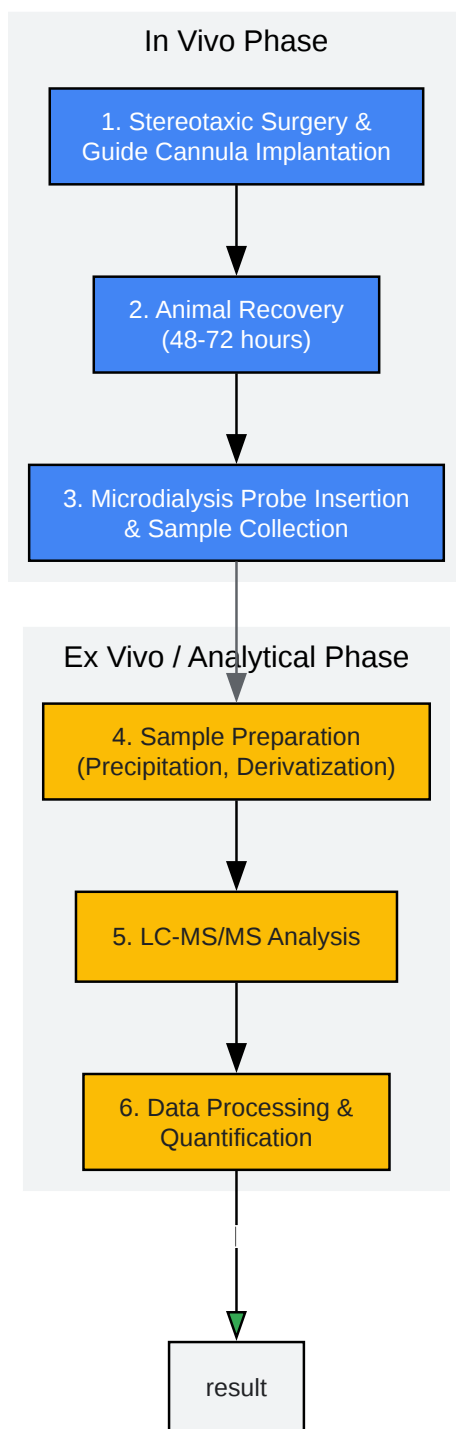 In Vivo Phase
1. Stereotaxic Surgery &
Guide Cannula Implantation
2. Animal Recovery
(48-72 hours)
3. Microdialysis Probe Insertion
& Sample Collection
Ex Vivo / Analytical Phase
4. Sample Preparation
(Precipitation, Derivatization)
5. LC-MS/MS Analysis
6. Data Processing &
Quantification
result